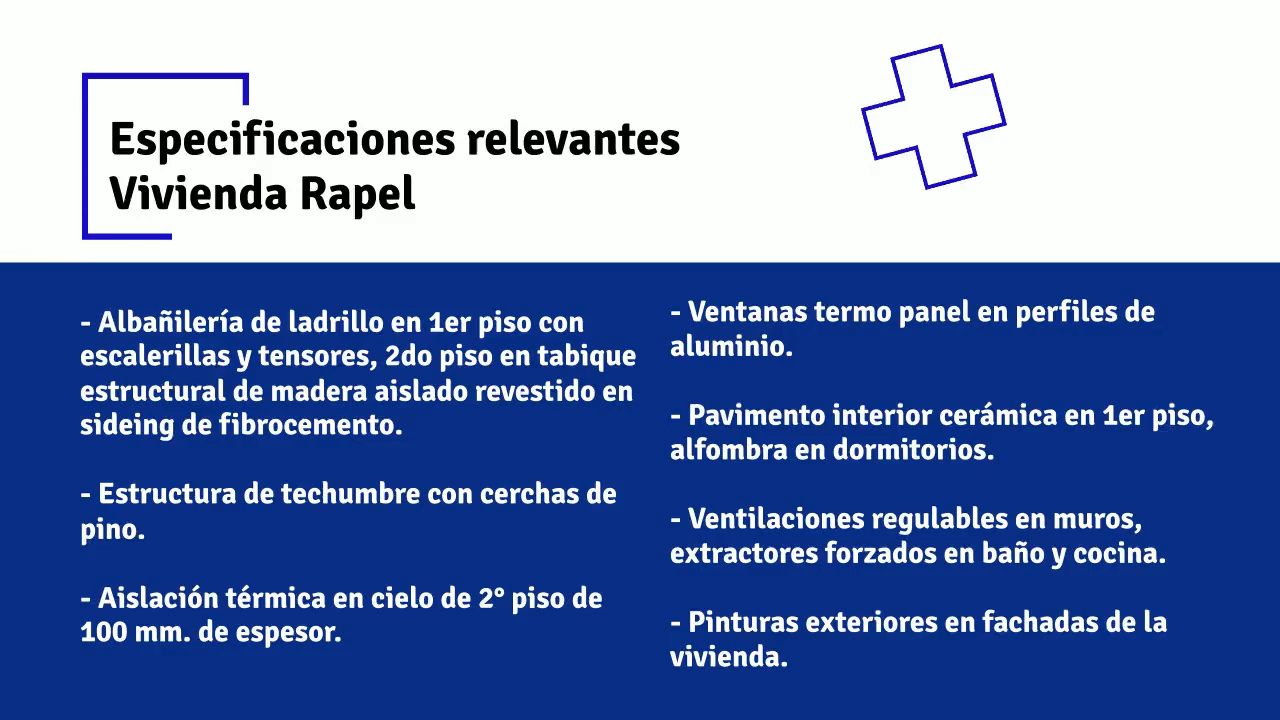 Especificaciones relevantes
Vivienda Rapel
- Albañilería de ladrillo en 1er piso con
escalerillas y tensores, 2do piso en tabique
estructural de madera aislado revestido en
sideing de fibrocemento.
- Estructura de techumbre con cerchas de
pino.
- Aislación térmica en cielo de 2° piso de
100 mm. de espesor.
- Ventanas termo panel en perfiles de
aluminio.
- Pavimento interior cerámica en 1er piso,
alfombra en dormitorios.
- Ventilaciones regulables en muros,
extractores forzados en baño y cocina.
- Pinturas exteriores en fachadas de la
vivienda.